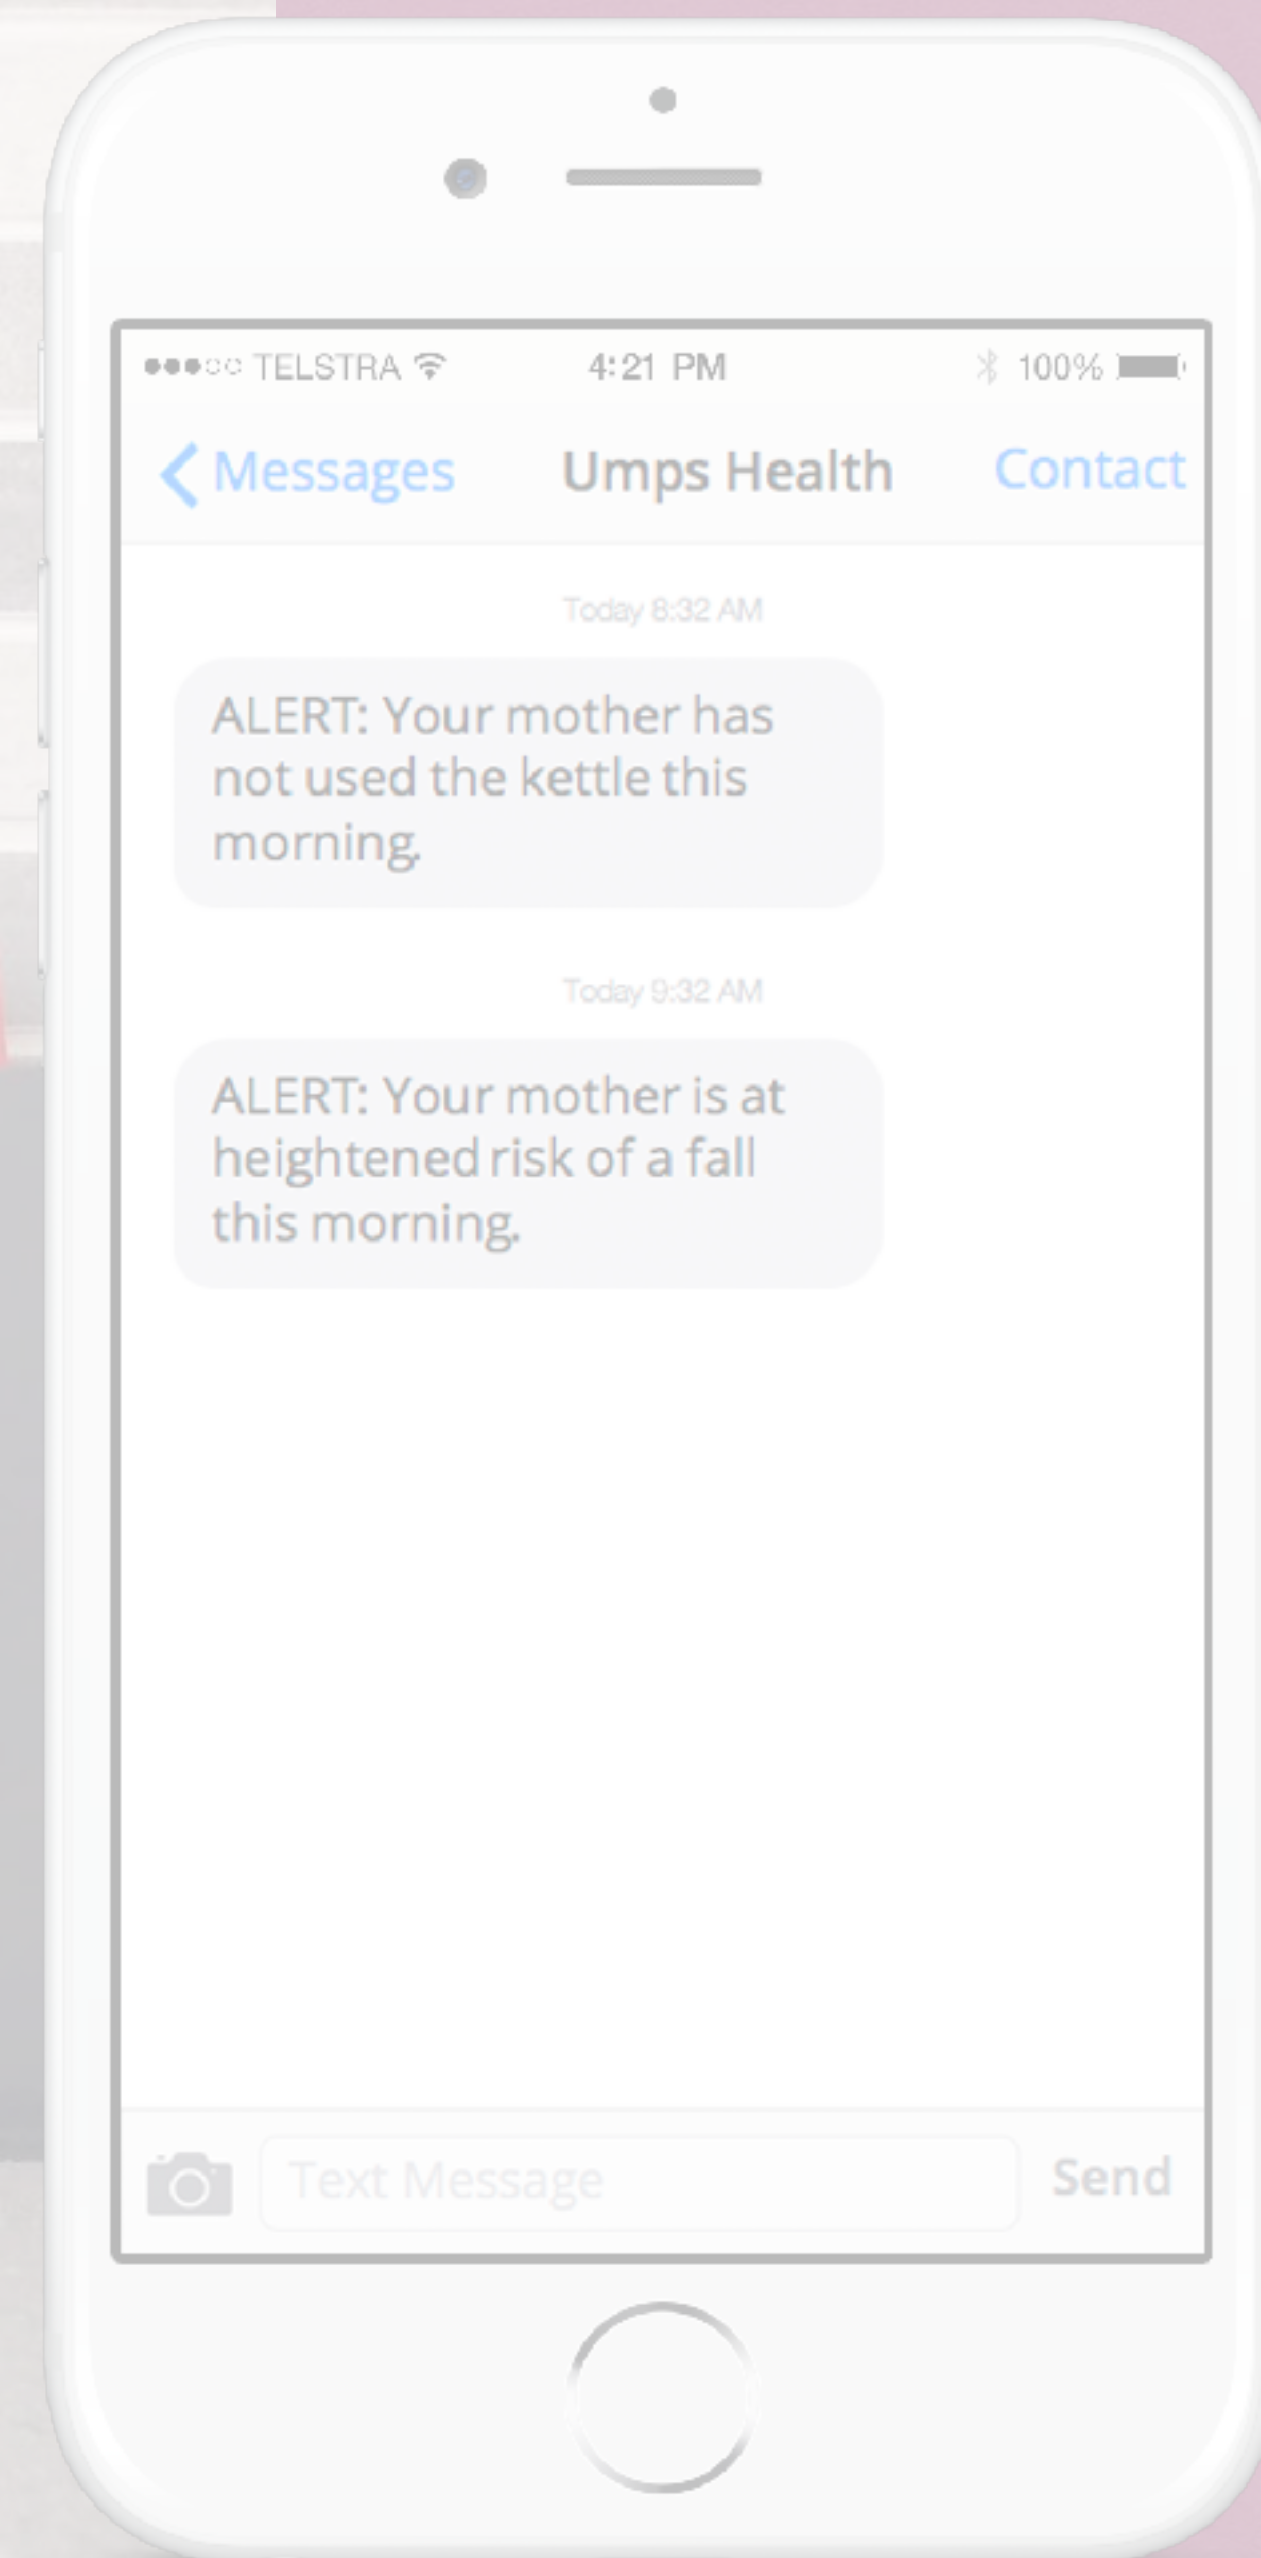 TELSTRA 4:21 PM 100%
Messages Umps Health Contact
Today 8:32 AM
ALERT: Your mother has
not used the kettle this
morning.
Today 9:32 AM
ALERT: Your mother is at
heightened risk of a fall
this morning.
Text Message Send